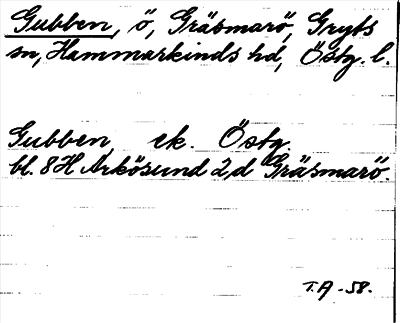 Gubben, ö, Gräsmarö, Gryts
sn, Hammarkinds hd, Östg. l.
Gubben ek. Östg.
bl. 8H Arkösund 2,d Gräsmarö.
T.A -58.